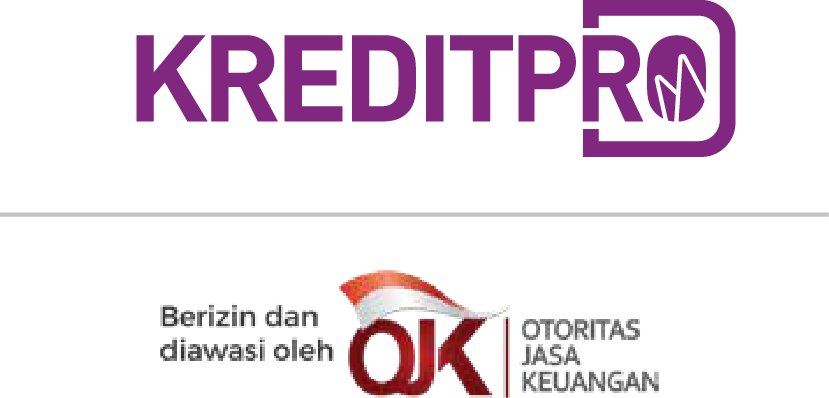 KREDITPRO
Berizin dan
diawasi oleh
OJK
OTORITAS
JASA
KEUANGAN